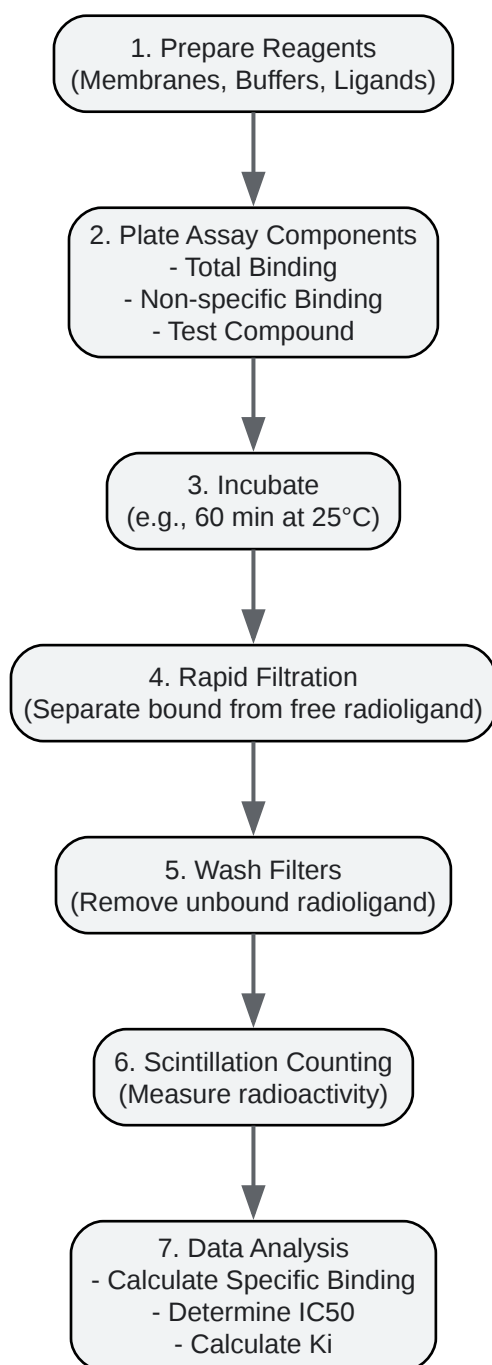 1. Prepare Reagents
(Membranes, Buffers, Ligands)
2. Plate Assay Components
- Total Binding
- Non-specific Binding
- Test Compound
3. Incubate
(e.g., 60 min at 25°C)
4. Rapid Filtration
(Separate bound from free radioligand)
5. Wash Filters
(Remove unbound radioligand)
6. Scintillation Counting
(Measure radioactivity)
7. Data Analysis
- Calculate Specific Binding
- Determine IC50
- Calculate Ki